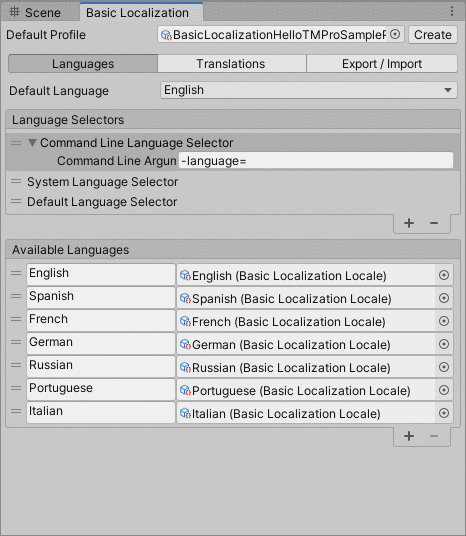 Scene Basic Localization
Default Profile BasicLocalizationHelloTMProSampleP Create
Languages Translations Export / Import
Default Language English
Language Selectors
Command Line Language Selector
Command Line Argun -language=
System Language Selector
Default Language Selector
+ −
Available Languages
English English (Basic Localization Locale)
Spanish Spanish (Basic Localization Locale)
French French (Basic Localization Locale)
German German (Basic Localization Locale)
Russian Russian (Basic Localization Locale)
Portuguese Portuguese (Basic Localization Locale)
Italian Italian (Basic Localization Locale)
+ −